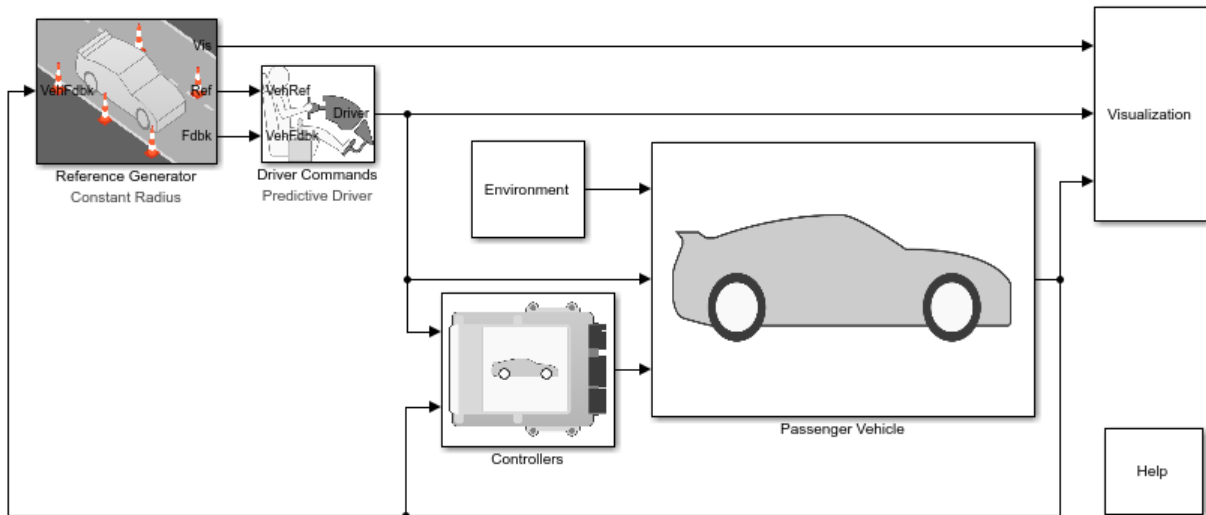 Vis
VehFdbk
Ref
Fdbk
Reference Generator
Constant Radius
VehRef
Driver
VehFdbk
Driver Commands
Predictive Driver
Environment
Visualization
Controllers
Passenger Vehicle
Help